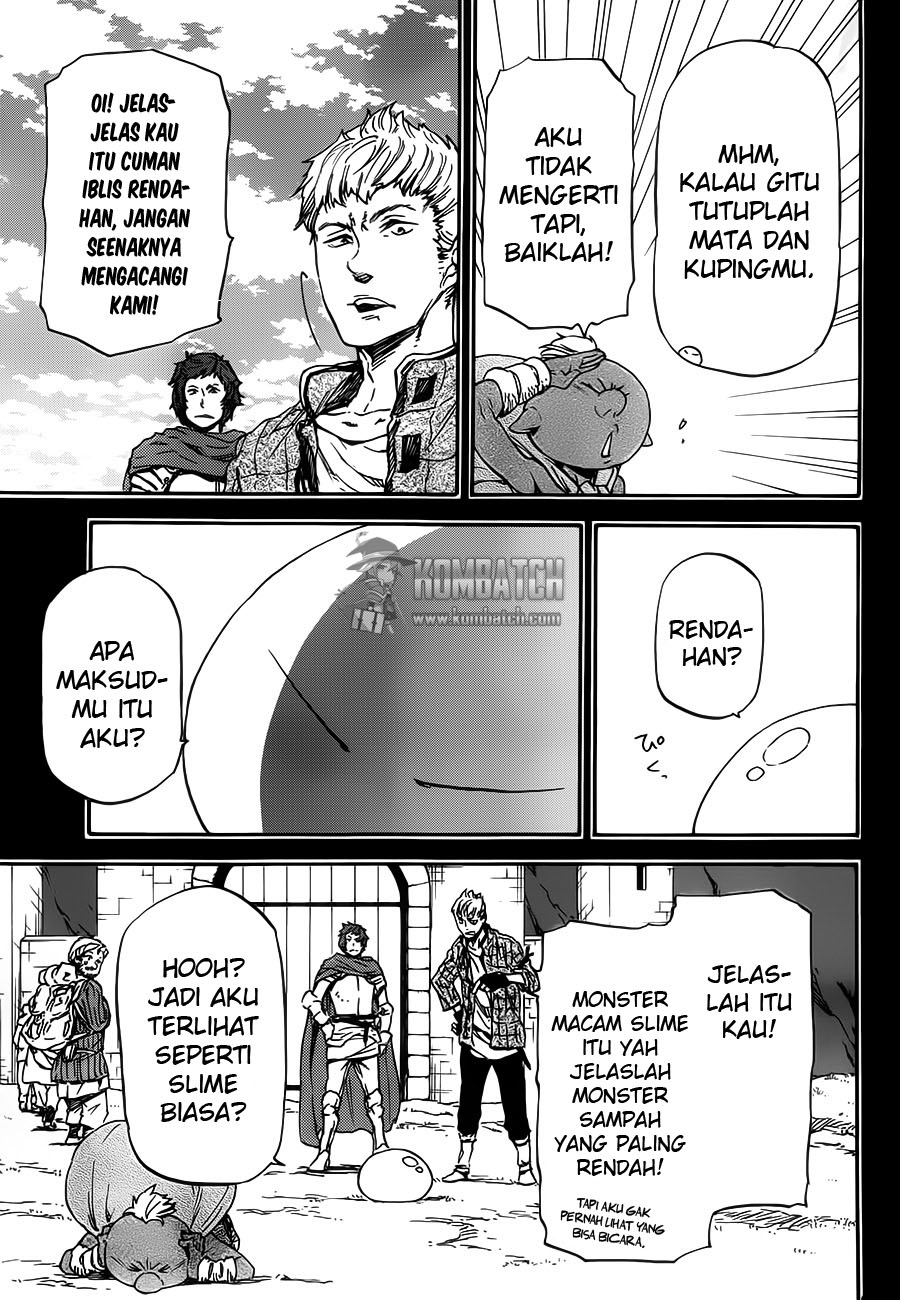 MHM,
KALAU GITU
TUTUPLAH
MATA DAN
KUPINGMU.
AKU
TIDAK
MENGERTI
TAPI,
BAIKLAH!
OI! JELAS-
JELAS KAU
ITU CUMAN
IBLIS RENDA-
HAN, JANGAN
SEENAKNYA
MENGACANGI
KAMI!
RENDA-
HAN?
ぴ
く
KOMBATCH
www.kombatch.com
APA
MAKSUD-
MU ITU
AKU?
JELAS-
LAH ITU
KAU!
MONSTER
MACAM SLIME
ITU YAH
JELASLAH
MONSTER
SAMPAH
YANG PALING
RENDAH!
TAPI AKU GAK
PERNAH LIHAT YANG
BISA BICARA.
HOOH?
JADI AKU
TERLIHAT
SEPERTI
SLIME
BIASA?